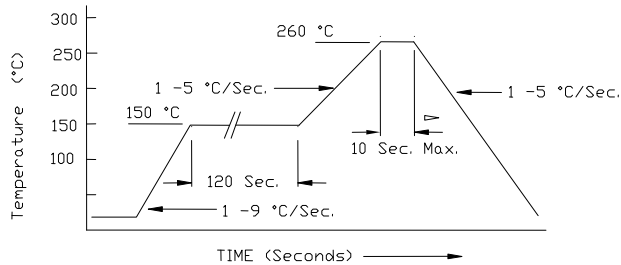 Temperature (°C)
300
250
200
150
100
260 °C
1 -5 °C/Sec.
1 -5 °C/Sec.
150 °C
10 Sec. Max.
120 Sec.
1 -9 °C/Sec.
TIME (Seconds)